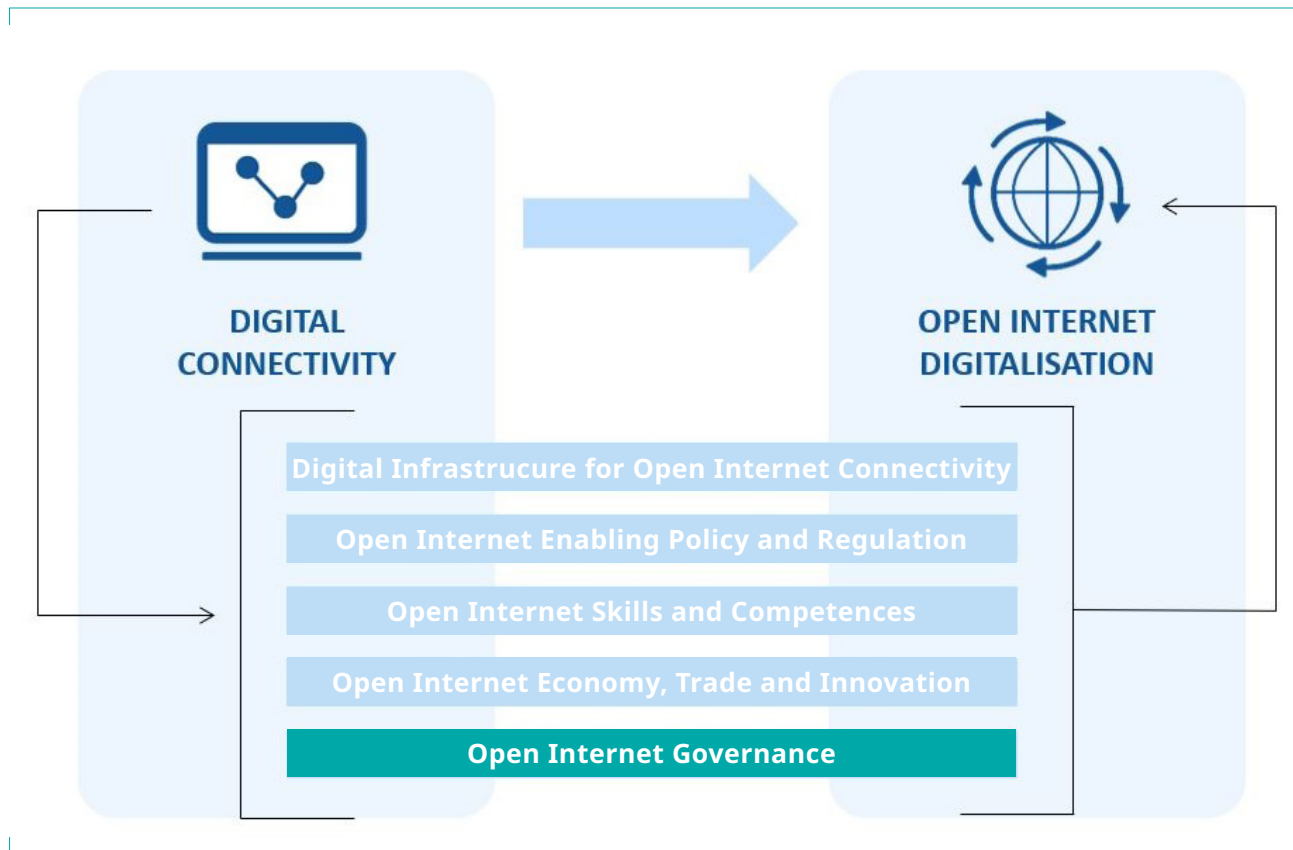 DIGITAL
CONNECTIVITY
OPEN INTERNET
DIGITALISATION
Digital Infrastrucure for Open Internet Connectivity
Open Internet Enabling Policy and Regulation
Open Internet Skills and Competences
Open Internet Economy, Trade and Innovation
Open Internet Governance